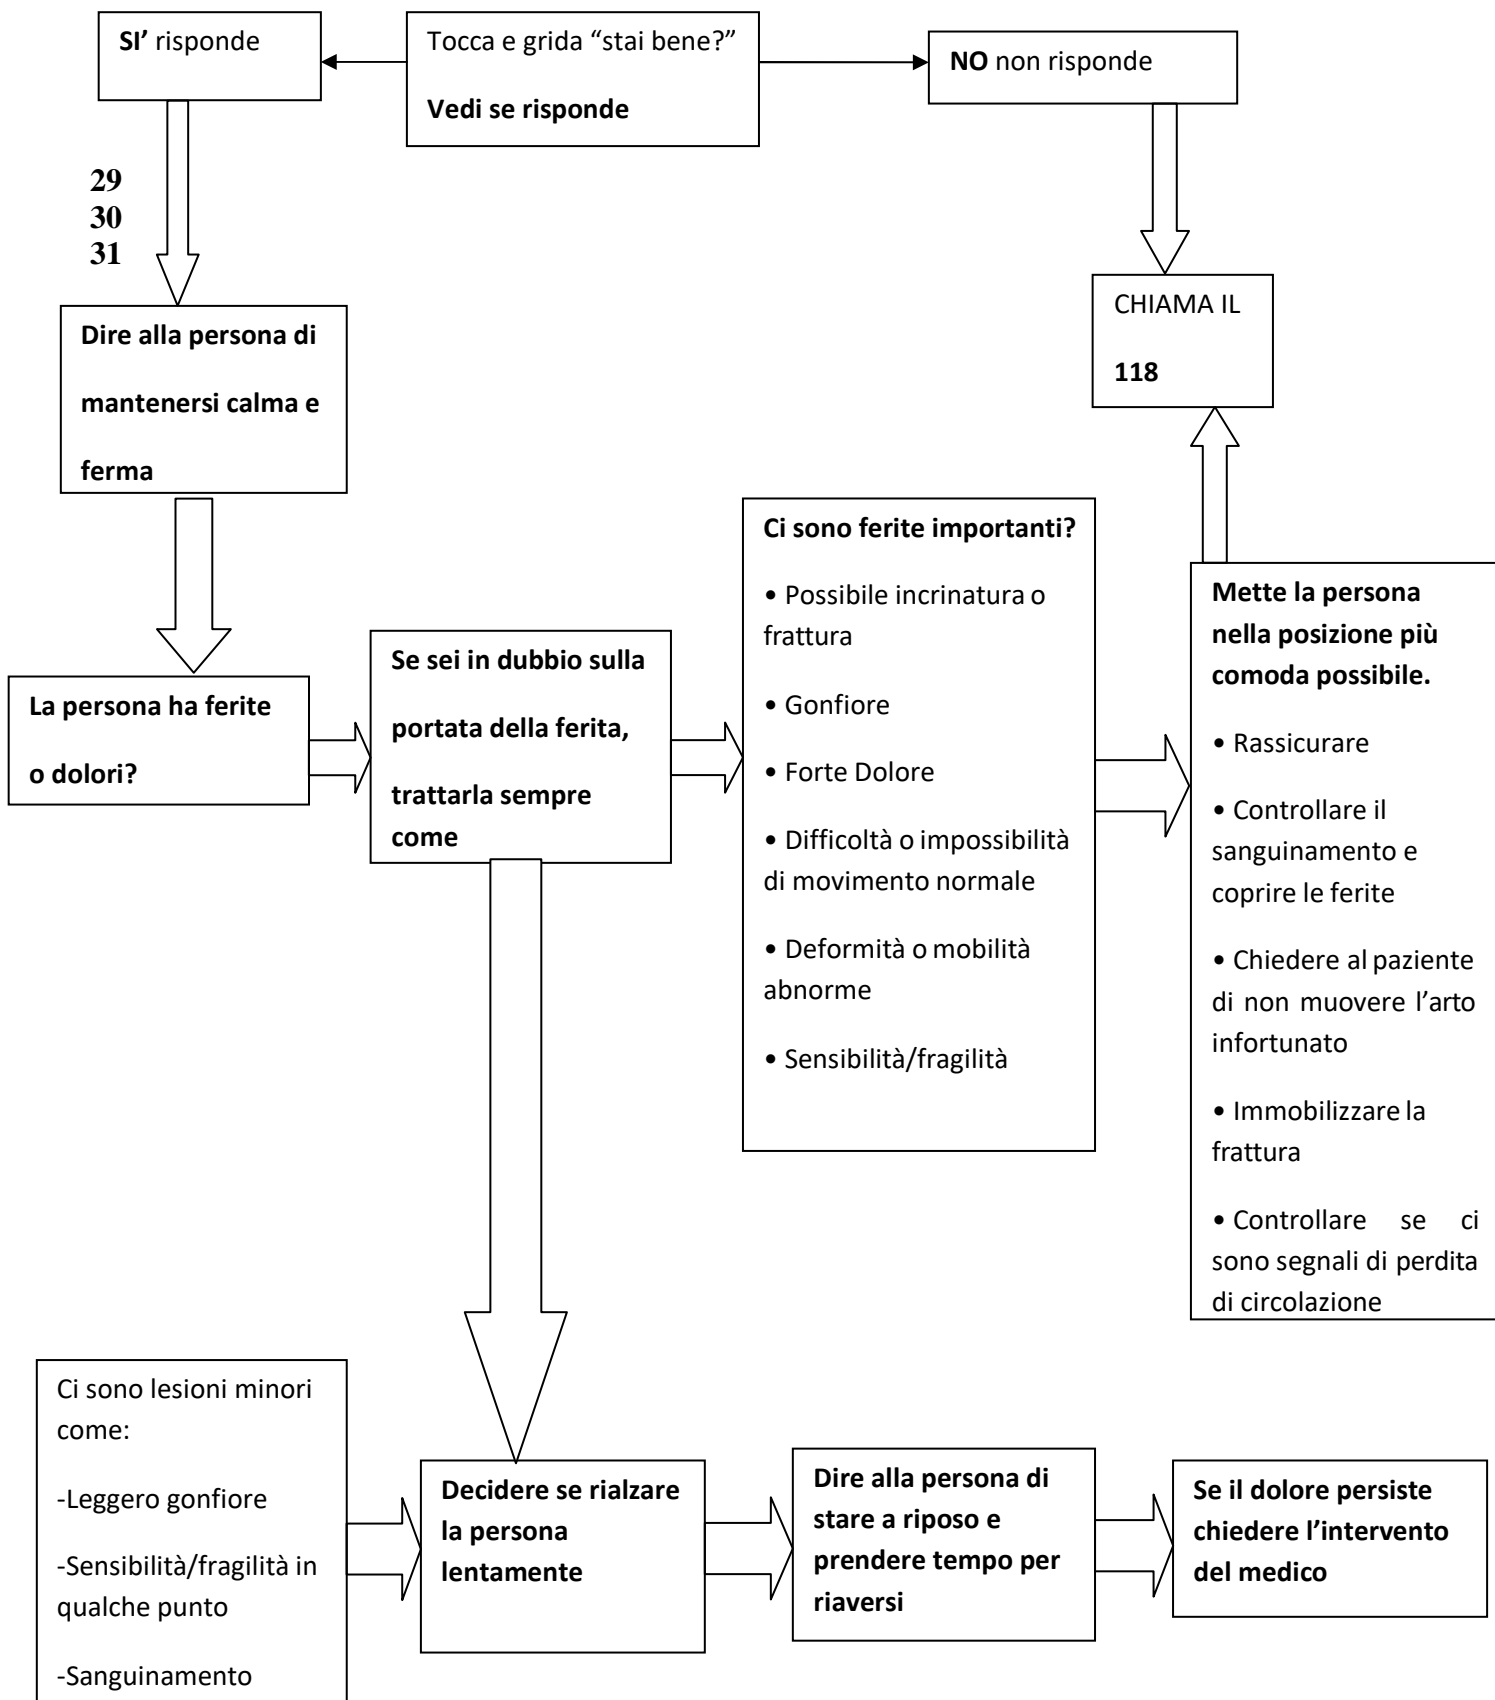 SI’ risponde
Tocca e grida “stai bene?”
Vedi se risponde
NO non risponde
29
30
31
CHIAMA IL
118
Dire alla persona di
mantenersi calma e
ferma
La persona ha ferite
o dolori?
Se sei in dubbio sulla
portata della ferita,
trattarla sempre
come
Ci sono ferite importanti?
• Possibile incrinatura o
frattura
• Gonfiore
• Forte Dolore
• Difficoltà o impossibilità
di movimento normale
• Deformità o mobilità
abnorme
• Sensibilità/fragilità
Mette la persona
nella posizione più
comoda possibile.
• Rassicurare
• Controllare il
sanguinamento e
coprire le ferite
• Chiedere al paziente
di non muovere l’arto
infortunato
• Immobilizzare la
frattura
• Controllare se ci
sono segnali di perdita
di circolazione
Ci sono lesioni minori
come:
-Leggero gonfiore
-Sensibilità/fragilità in
qualche punto
-Sanguinamento
Decidere se rialzare
la persona
lentamente
Dire alla persona di
stare a riposo e
prendere tempo per
riaversi
Se il dolore persiste
chiedere l’intervento
del medico